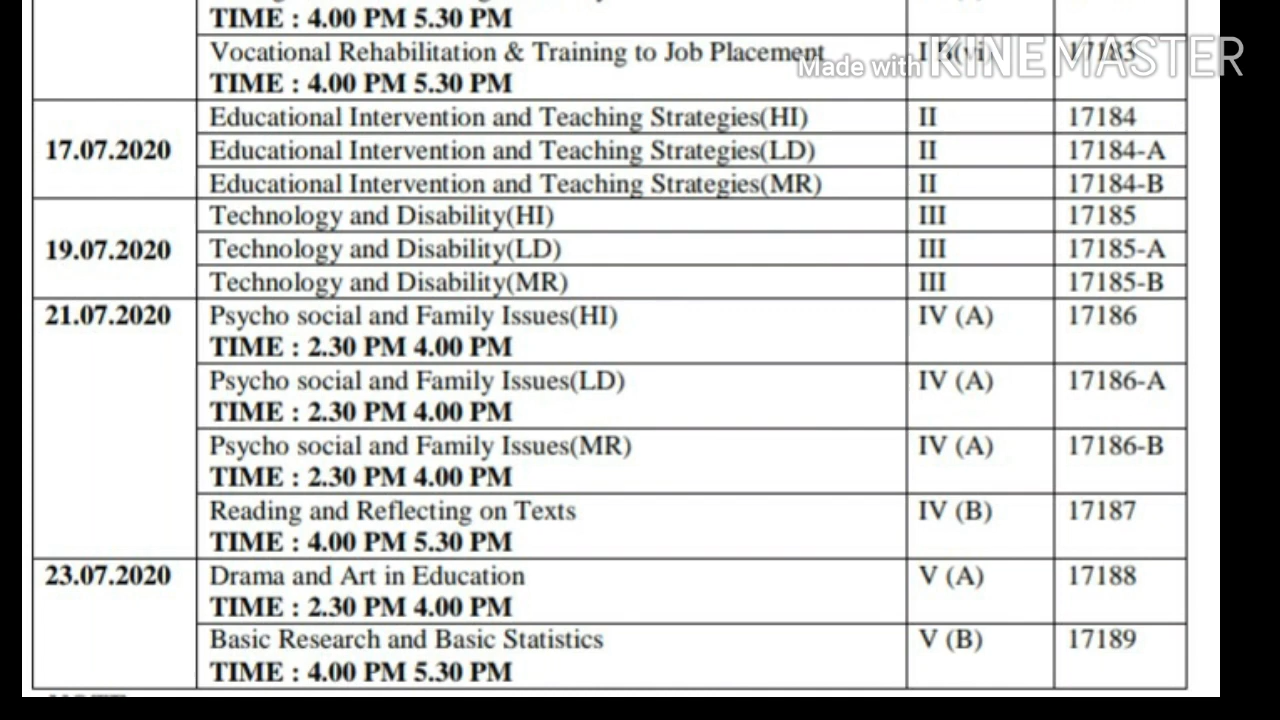 TIME : 4.00 PM 5.30 PM
Vocational Rehabilitation & Training to Job Placement 17183
TIME : 4.00 PM 5.30 PM
Made with KINEMASTER
17.07.2020
Educational Intervention and Teaching Strategies(HI) II 17184
Educational Intervention and Teaching Strategies(LD) II 17184-A
Educational Intervention and Teaching Strategies(MR) II 17184-B
19.07.2020
Technology and Disability(HI) III 17185
Technology and Disability(LD) III 17185-A
Technology and Disability(MR) III 17185-B
21.07.2020 Psycho social and Family Issues(HI) IV (A) 17186
TIME : 2.30 PM 4.00 PM
Psycho social and Family Issues(LD) IV (A) 17186-A
TIME : 2.30 PM 4.00 PM
Psycho social and Family Issues(MR) IV (A) 17186-B
TIME : 2.30 PM 4.00 PM
Reading and Reflecting on Texts IV (B) 17187
TIME : 4.00 PM 5.30 PM
23.07.2020 Drama and Art in Education V (A) 17188
TIME : 2.30 PM 4.00 PM
Basic Research and Basic Statistics V (B) 17189
TIME : 4.00 PM 5.30 PM